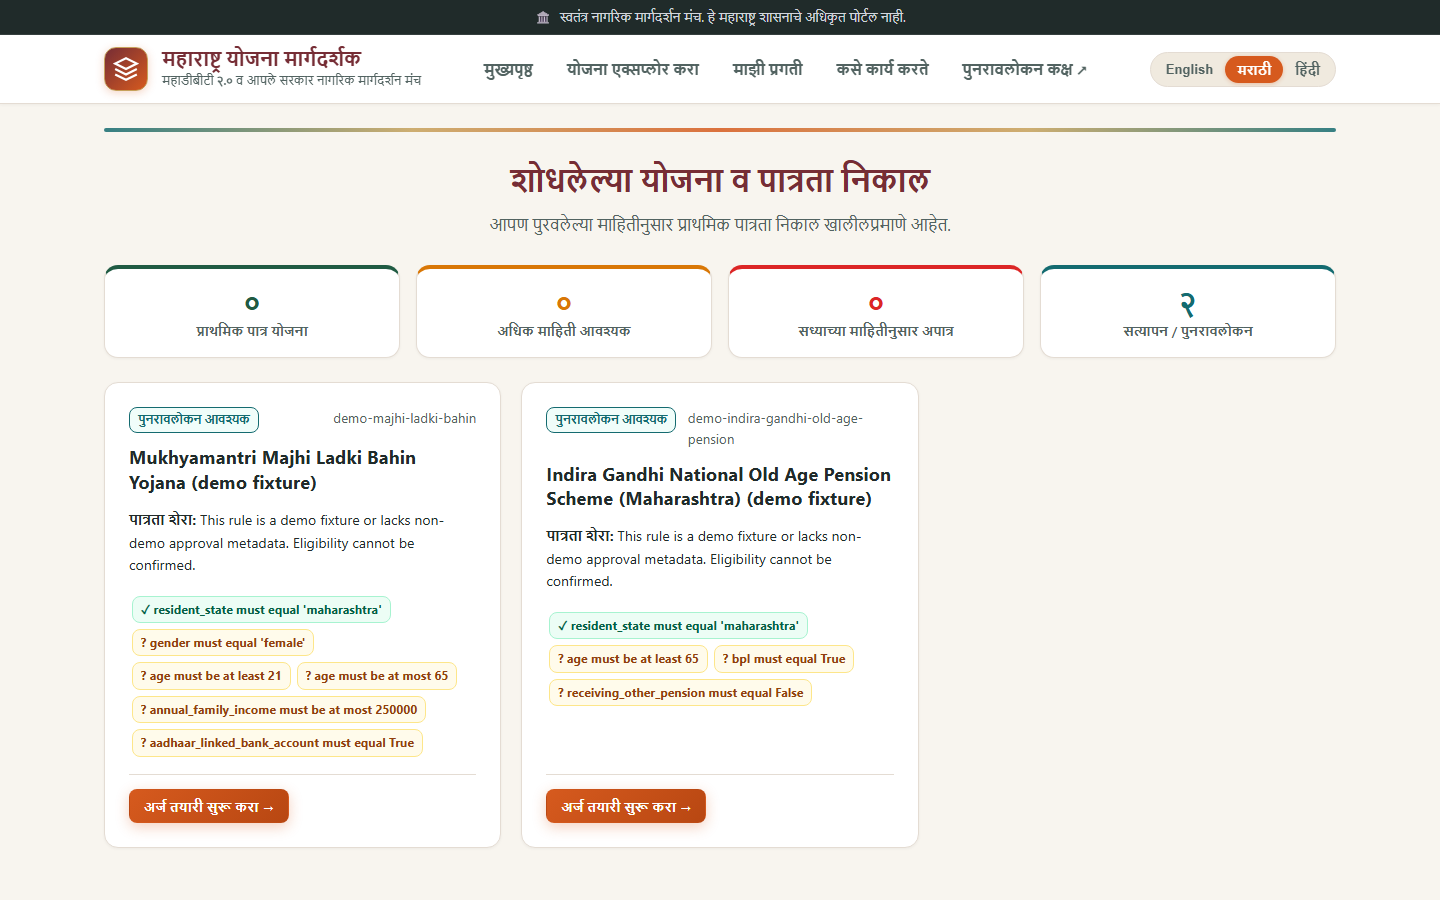 स्वतंत्र नागरिक मार्गदर्शन मंच. हे महाराष्ट्र शासनाचे अधिकृत पोर्टल नाही.
महाराष्ट्र योजना मार्गदर्शक
महाडीबीटी २.० व आपले सरकार नागरिक मार्गदर्शन मंच
मुख्यपृष्ठ योजना एक्सप्लोर करा माझी प्रगती कसे कार्य करते पुनरावलोकन कक्ष ↗
English मराठी हिंदी
शोधलेल्या योजना व पात्रता निकाल
आपण पुरवलेल्या माहितीनुसार प्राथमिक पात्रता निकाल खालीलप्रमाणे आहेत.
०
प्राथमिक पात्र योजना
०
अधिक माहिती आवश्यक
०
सध्याच्या माहितीनुसार अपात्र
२
सत्यापन / पुनरावलोकन
पुनरावलोकन आवश्यक demo-majhi-ladki-bahin
Mukhyamantri Majhi Ladki Bahin
Yojana (demo fixture)
पात्रता शेरा: This rule is a demo fixture or lacks non-
demo approval metadata. Eligibility cannot be
confirmed.
✓ resident_state must equal 'maharashtra'
? gender must equal 'female'
? age must be at least 21 ? age must be at most 65
? annual_family_income must be at most 250000
? aadhaar_linked_bank_account must equal True
अर्ज तयारी सुरू करा →
पुनरावलोकन आवश्यक demo-indira-gandhi-old-age-
pension
Indira Gandhi National Old Age Pension
Scheme (Maharashtra) (demo fixture)
पात्रता शेरा: This rule is a demo fixture or lacks non-
demo approval metadata. Eligibility cannot be
confirmed.
✓ resident_state must equal 'maharashtra'
? age must be at least 65 ? bpl must equal True
? receiving_other_pension must equal False
अर्ज तयारी सुरू करा →